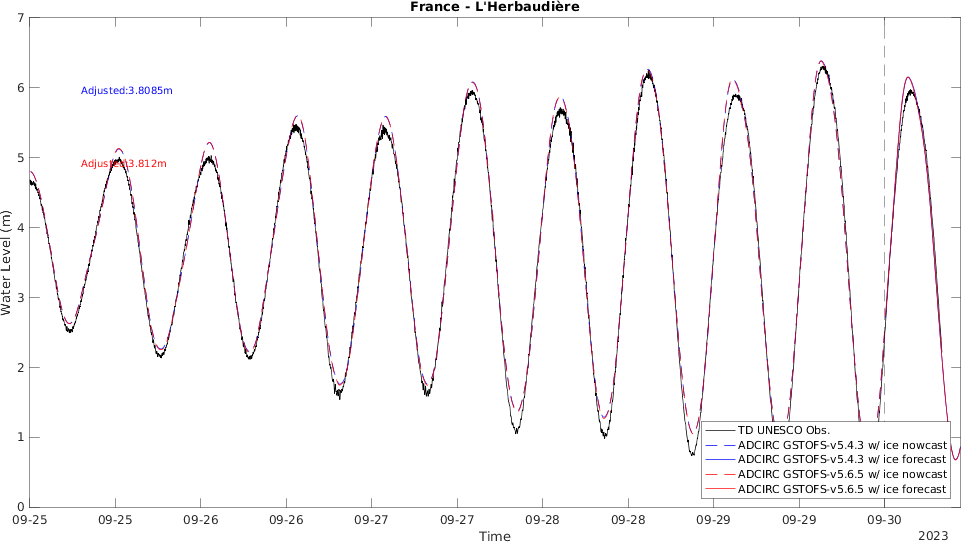 France - L'Herbaudière
7
6
5
4
3
2
1
0
Water Level (m)
Adjusted:3.8085m
Adjusted:3.812m
TD UNESCO Obs.
ADCIRC GSTOFS-v5.4.3 w/ ice nowcast
ADCIRC GSTOFS-v5.4.3 w/ ice forecast
ADCIRC GSTOFS-v5.6.5 w/ ice nowcast
ADCIRC GSTOFS-v5.6.5 w/ ice forecast
09-25 09-25 09-26 09-26 09-27 09-27 09-28 09-28 09-29 09-29 09-30
Time
2023